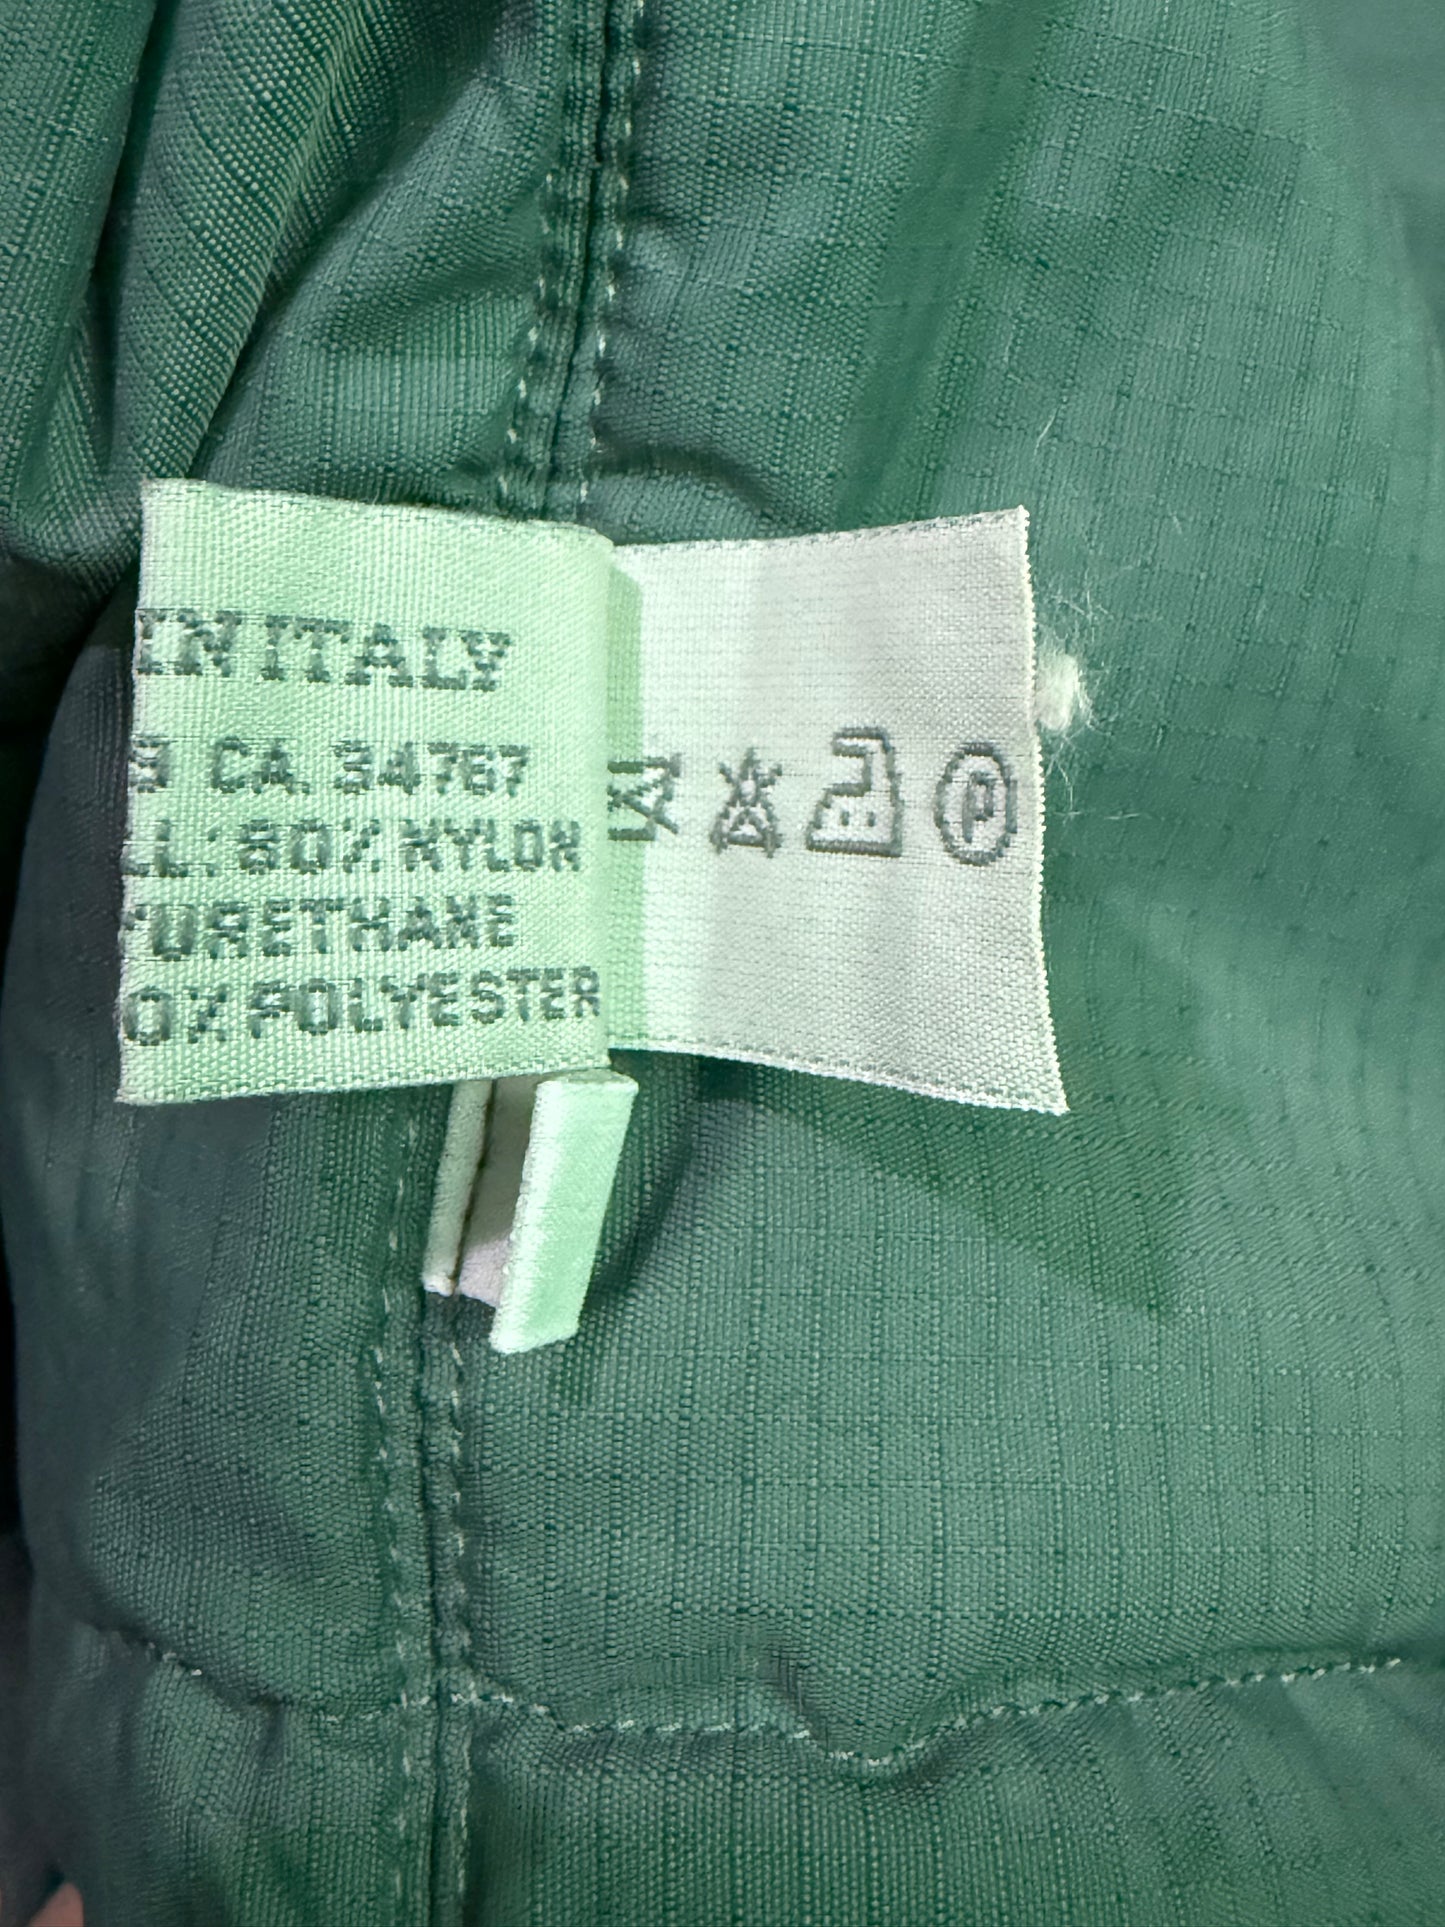 IN ITALY
CA. 34767
LL: 80% NYLON
URETHANE
0% POLYESTER
P